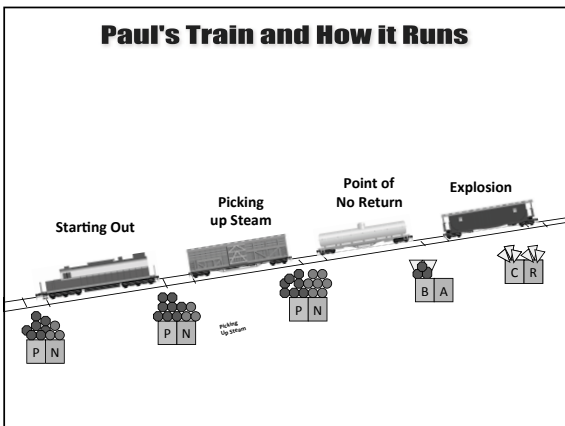 Paul's Train and How it Runs
Explosion
Point of
No Return
Picking
up Steam
Starting Out
P N
P N
P N
B A
C R
Picking
Up Steam